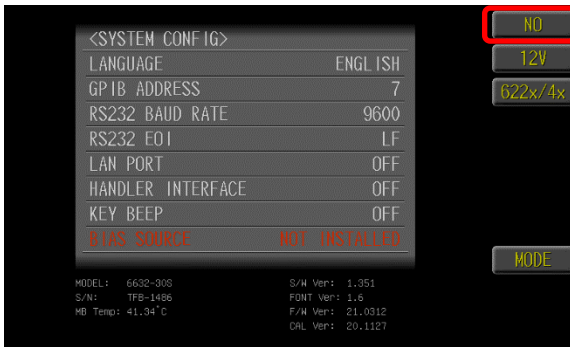 <SYSTEM CONFIG>
LANGUAGE ENGLISH
GPIB ADDRESS 7
RS232 BAUD RATE 9600
RS232 EOI LF
LAN PORT OFF
HANDLER INTERFACE OFF
KEY BEEP OFF
BIAS SOURCE NOT INSTALLED
NO
12V
622x/4x
MODE
MODEL: 6632-30S S/W Ver: 1.351
S/N: TFB-1486 FONT Ver: 1.6
MB Temp: 41.34°C F/W Ver: 21.0312
CAL Ver: 20.1127